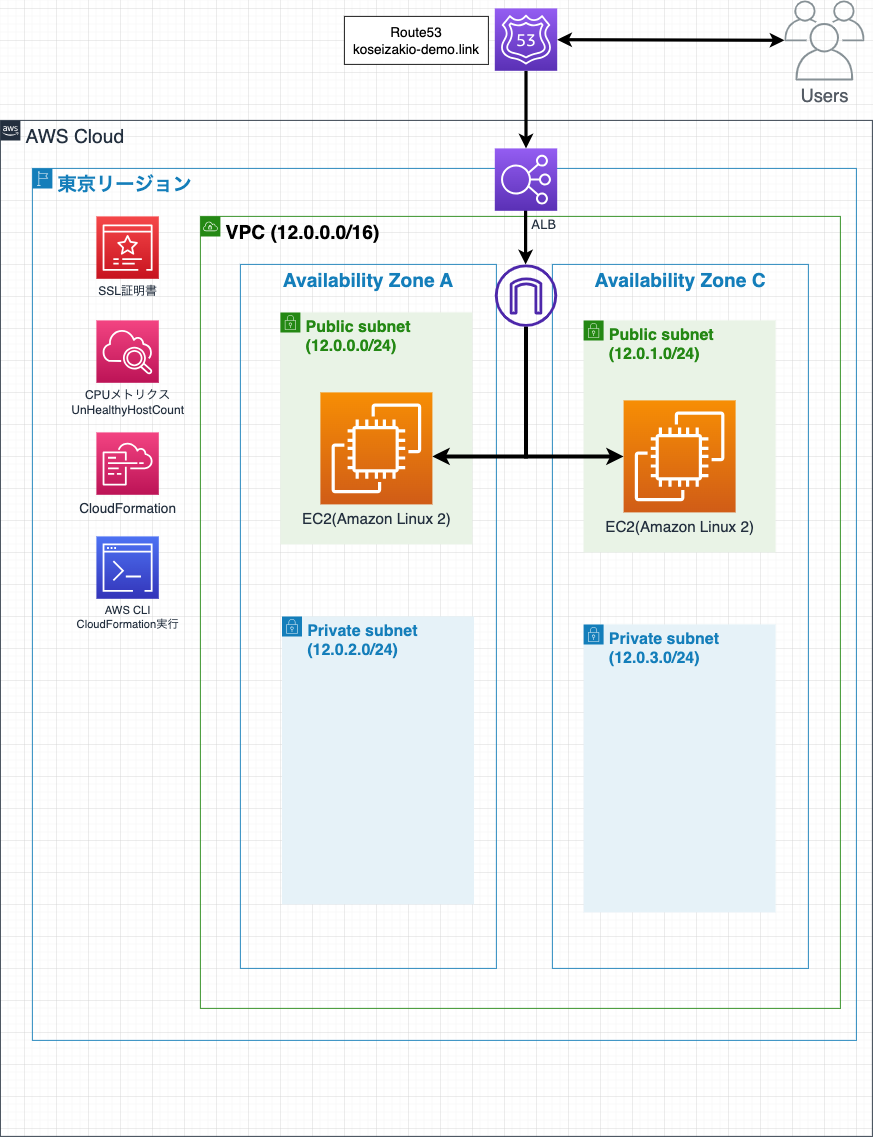 Route53
koseizakio-demo.link
53
Users
aws
AWS Cloud
東京リージョン
SSL証明書
CPUメトリクス
UnHealthyHostCount
CloudFormation
AWS CLI
CloudFormation実行
ALB
VPC (12.0.0.0/16)
Availability Zone A
Public subnet
(12.0.0.0/24)
EC2(Amazon Linux 2)
Private subnet
(12.0.2.0/24)
Availability Zone C
Public subnet
(12.0.1.0/24)
EC2(Amazon Linux 2)
Private subnet
(12.0.3.0/24)